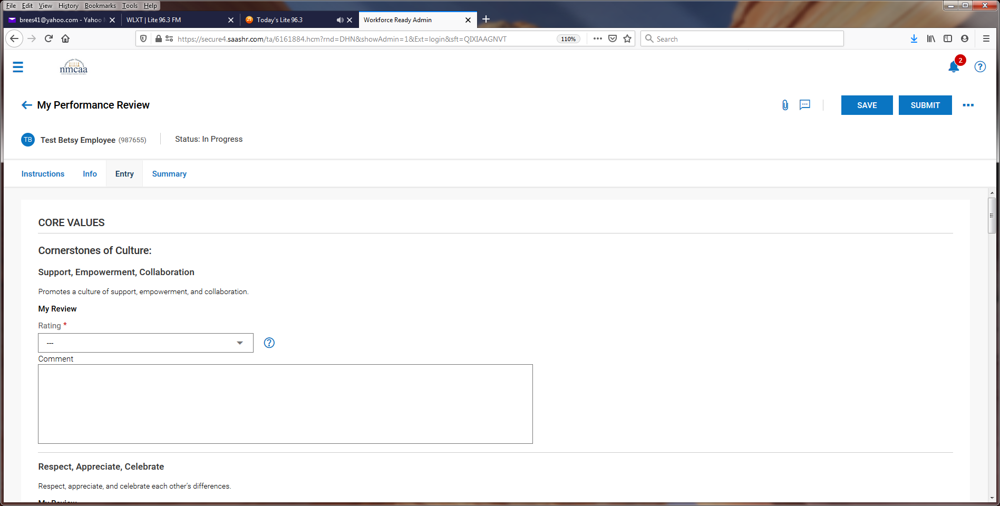 File Edit View History Bookmarks Tools Help
brees41@yahoo.com - Yahoo
WLXT | Lite 96.3 FM
Today's Lite 96.3
Workforce Ready Admin
https://secure4.saashr.com/ta/6161884.hcm?rnd=DHN&showAdmin=1&Ext=login&sft=QIXIAAGNVT
110%
Search
nmcaa
2
My Performance Review
SAVE
SUBMIT
TB
Test Betsy Employee (987655)
Status: In Progress
Instructions
Info
Entry
Summary
CORE VALUES
Cornerstones of Culture:
Support, Empowerment, Collaboration
Promotes a culture of support, empowerment, and collaboration.
My Review
Rating *
---
Comment
Respect, Appreciate, Celebrate
Respect, appreciate, and celebrate each other's differences.
My Review